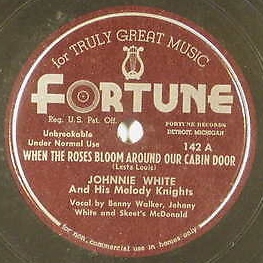 for TRULY GREAT MUSIC
FORTUNE
Reg. U.S. Pat. Off.
FORTUNE RECORDS
DETROIT, MICHIGAN
Unbreakable
Under Normal Use
142 A
WHEN THE ROSES BLOOM AROUND OUR CABIN DOOR
(Lesta Louis)
JOHNNIE WHITE
And His Melody Knights
Vocal by Benny Walker, Johnny
White and Skeet's McDonald
for non-commercial use in homes only